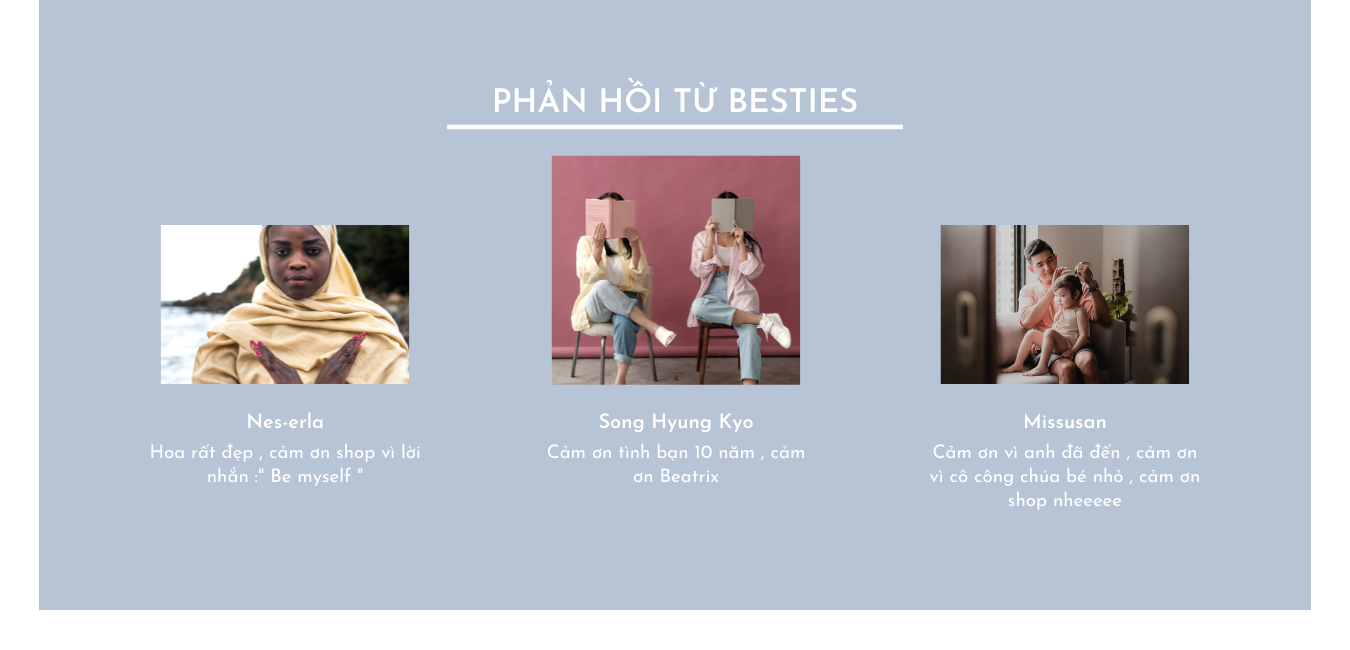 PHẢN HỒI TỪ BESTIES
Nes-erla
Hoa rất đẹp , cảm ơn shop vì lời
nhắn :" Be myself "
Song Hyung Kyo
Cảm ơn tình bạn 10 năm , cảm
ơn Beatrix
Missusan
Cảm ơn vì anh đã đến , cảm ơn
vì cô công chúa bé nhỏ , cảm ơn
shop nheeeee